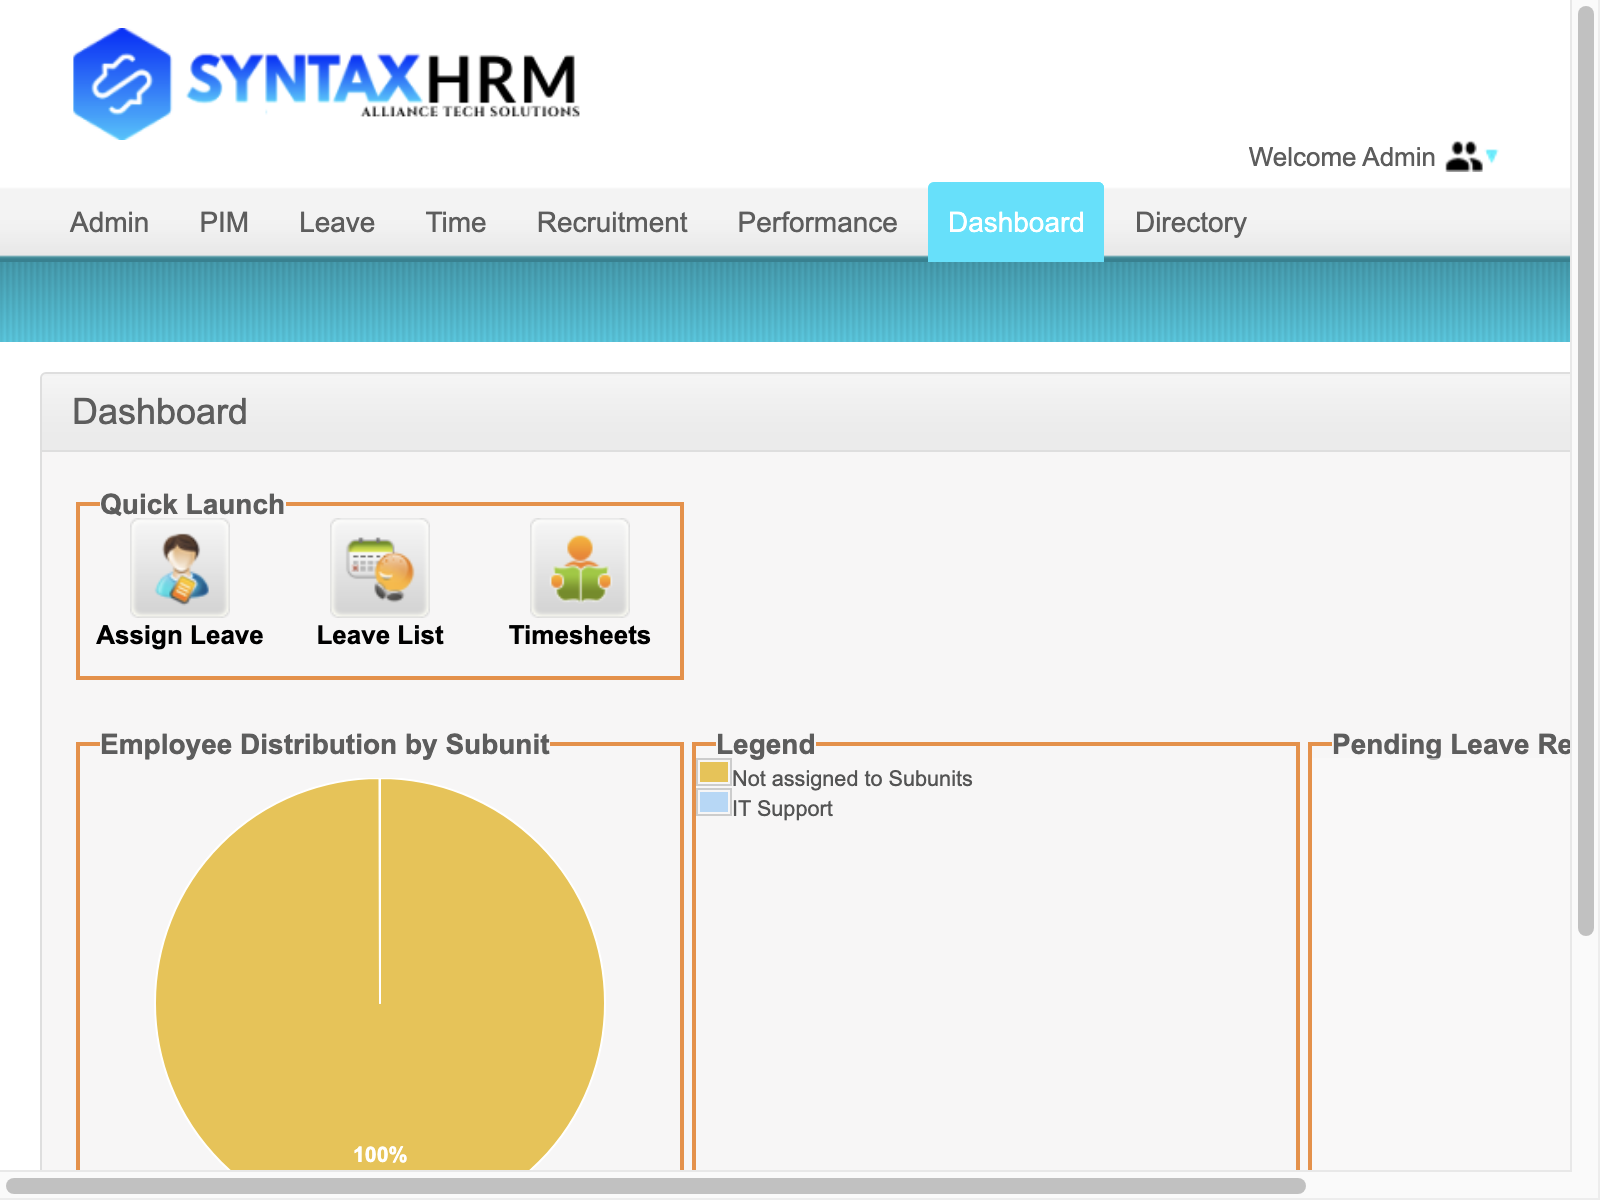 SYNTAXHRM
ALLIANCE TECH SOLUTIONS
Welcome Admin
Admin PIM Leave Time Recruitment Performance Dashboard Directory
Dashboard
Quick Launch
Assign Leave Leave List Timesheets
Employee Distribution by Subunit
100%
Legend
Not assigned to Subunits
IT Support
Pending Leave Re